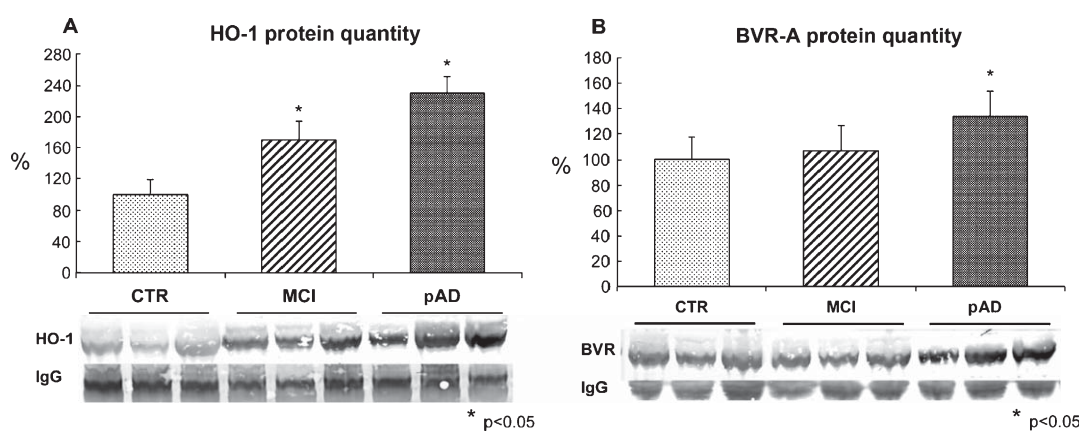 A
HO-1 protein quantity
280
240
200
160
120
80
40
0
%
*
*
CTR
MCI
pAD
HO-1
IgG
* p<0.05
B
BVR-A protein quantity
180
160
140
120
100
80
60
40
20
0
%
*
CTR
MCI
pAD
BVR
IgG
* p<0.05